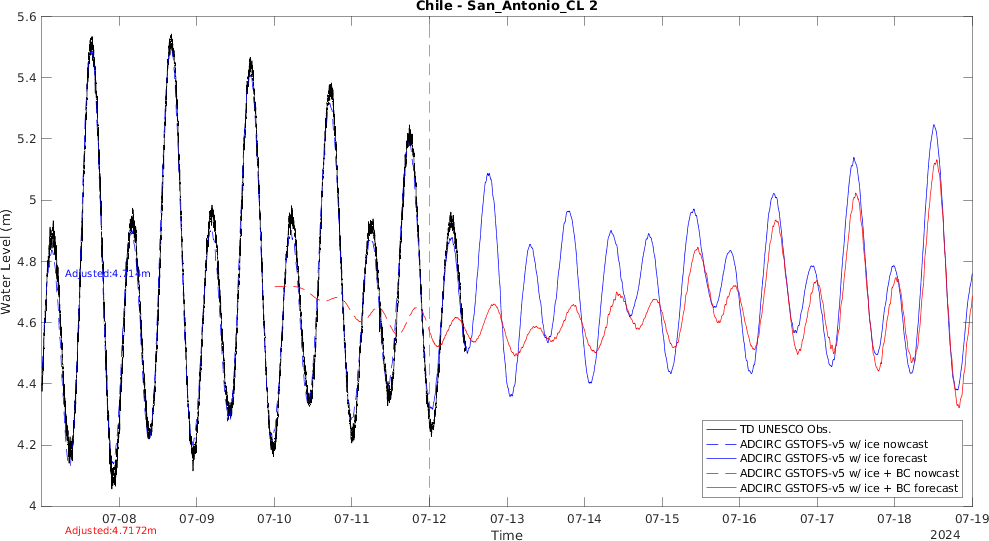 Chile - San_Antonio_CL 2
5.6
5.4
5.2
5
4.8
4.6
4.4
4.2
4
Water Level (m)
Adjusted:4.714m
TD UNESCO Obs.
ADCIRC GSTOFS-v5 w/ ice nowcast
ADCIRC GSTOFS-v5 w/ ice forecast
ADCIRC GSTOFS-v5 w/ ice + BC nowcast
ADCIRC GSTOFS-v5 w/ ice + BC forecast
07-08 07-09 07-10 07-11 07-12 07-13 07-14 07-15 07-16 07-17 07-18 07-19
Adjusted:4.7172m
Time
2024